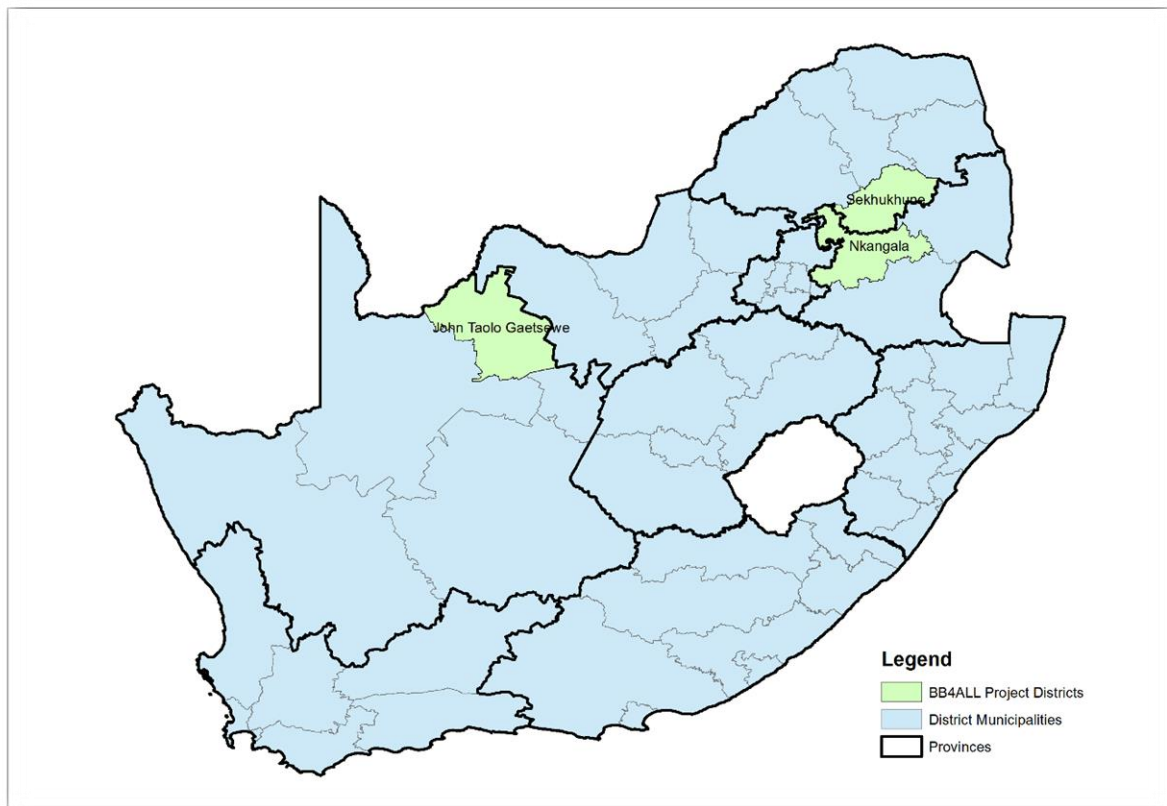 Sekhukhune
Nkangala
John Taolo Gaetsewe
Legend
BB4ALL Project Districts
District Municipalities
Provinces